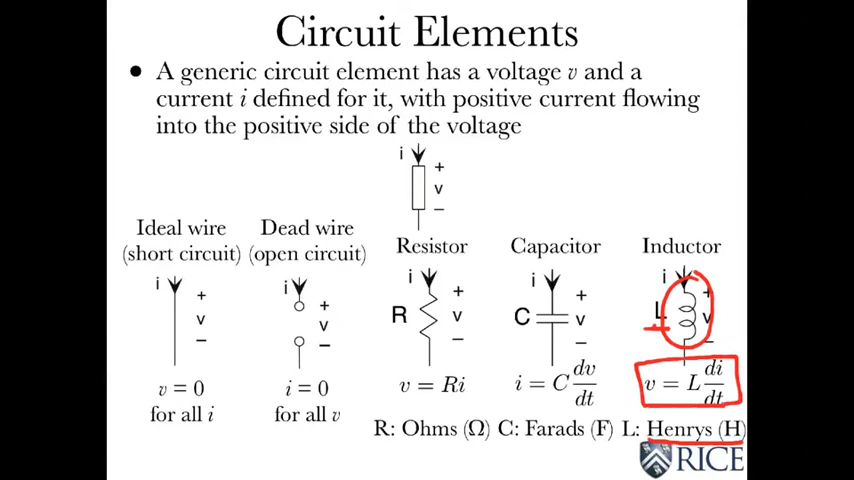 Circuit Elements
● A generic circuit element has a voltage v and a
current i defined for it, with positive current flowing
into the positive side of the voltage
i
+
v
−
Ideal wire
(short circuit)
Dead wire
(open circuit)
Resistor
Capacitor
Inductor
i
+
v
−
v = 0
for all i
i
+
v
−
i = 0
for all v
i
+
R
v
−
v = Ri
i
+
C
v
−
i = C dv/dt
i
+
L
v
−
v = L di/dt
R: Ohms (Ω) C: Farads (F) L: Henrys (H)
RICE